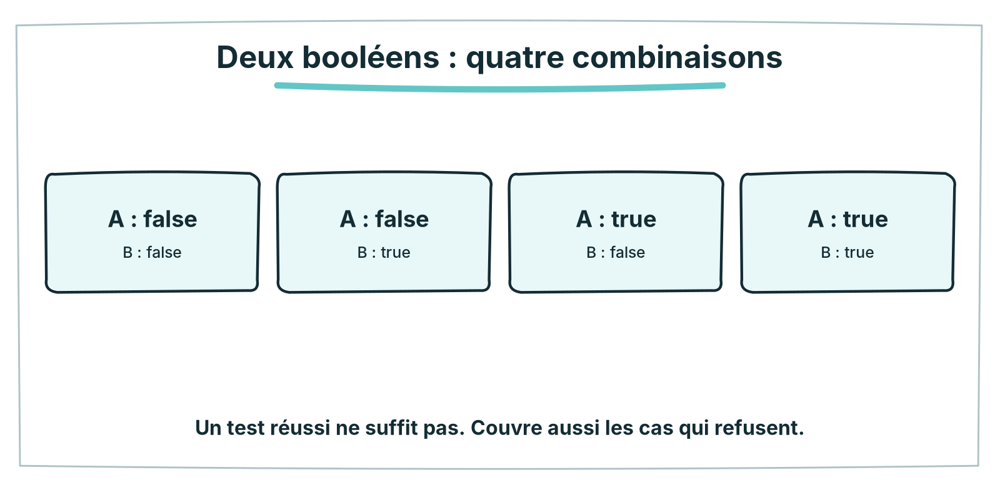 Deux booléens : quatre combinaisons
A : false
B : false
A : false
B : true
A : true
B : false
A : true
B : true
Un test réussi ne suffit pas. Couvre aussi les cas qui refusent.